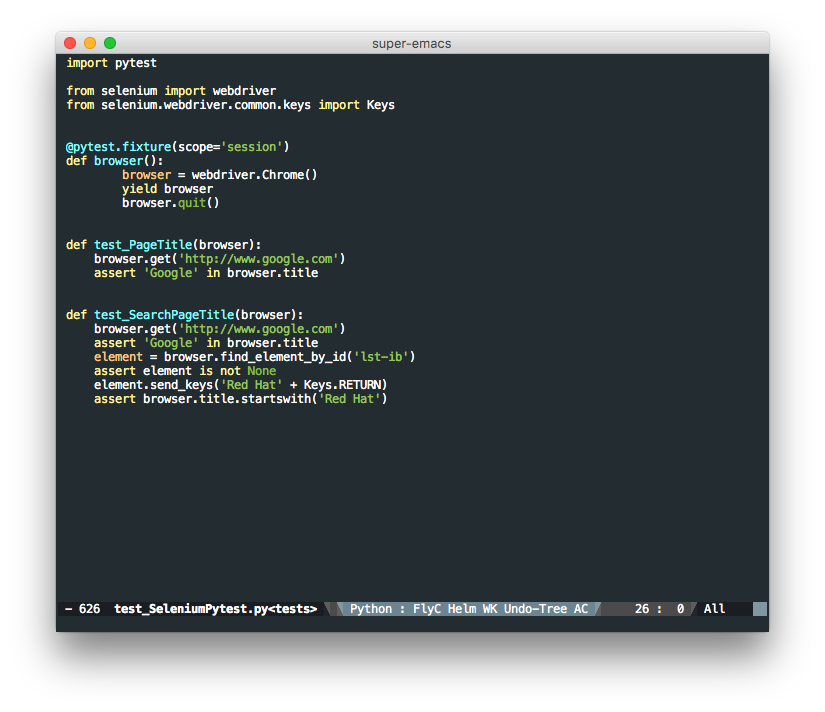 super-emacs
import pytest
from selenium import webdriver
from selenium.webdriver.common.keys import Keys
@pytest.fixture(scope='session')
def browser():
        browser = webdriver.Chrome()
        yield browser
        browser.quit()
def test_PageTitle(browser):
    browser.get('http://www.google.com')
    assert 'Google' in browser.title
def test_SearchPageTitle(browser):
    browser.get('http://www.google.com')
    assert 'Google' in browser.title
    element = browser.find_element_by_id('lst-ib')
    assert element is not None
    element.send_keys('Red Hat' + Keys.RETURN)
    assert browser.title.startswith('Red Hat')
- 626  test_SeleniumPytest.py<tests>  Python : FlyC Helm WK Undo-Tree AC  26 :  0  All